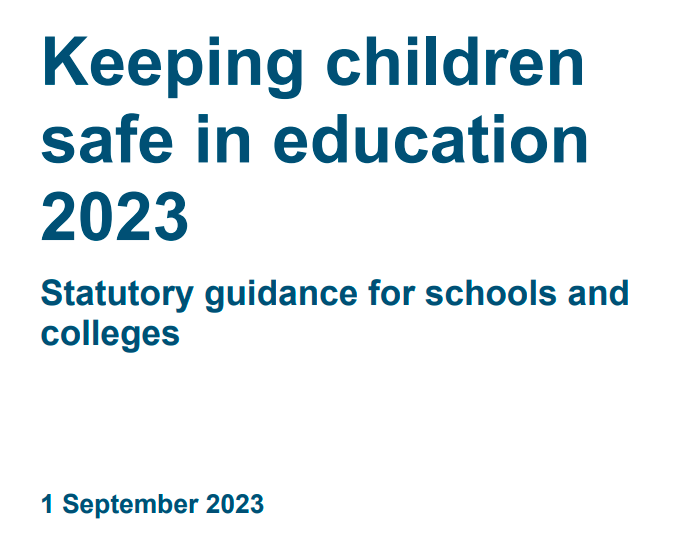 Keeping children
safe in education
2023
Statutory guidance for schools and
colleges
1 September 2023